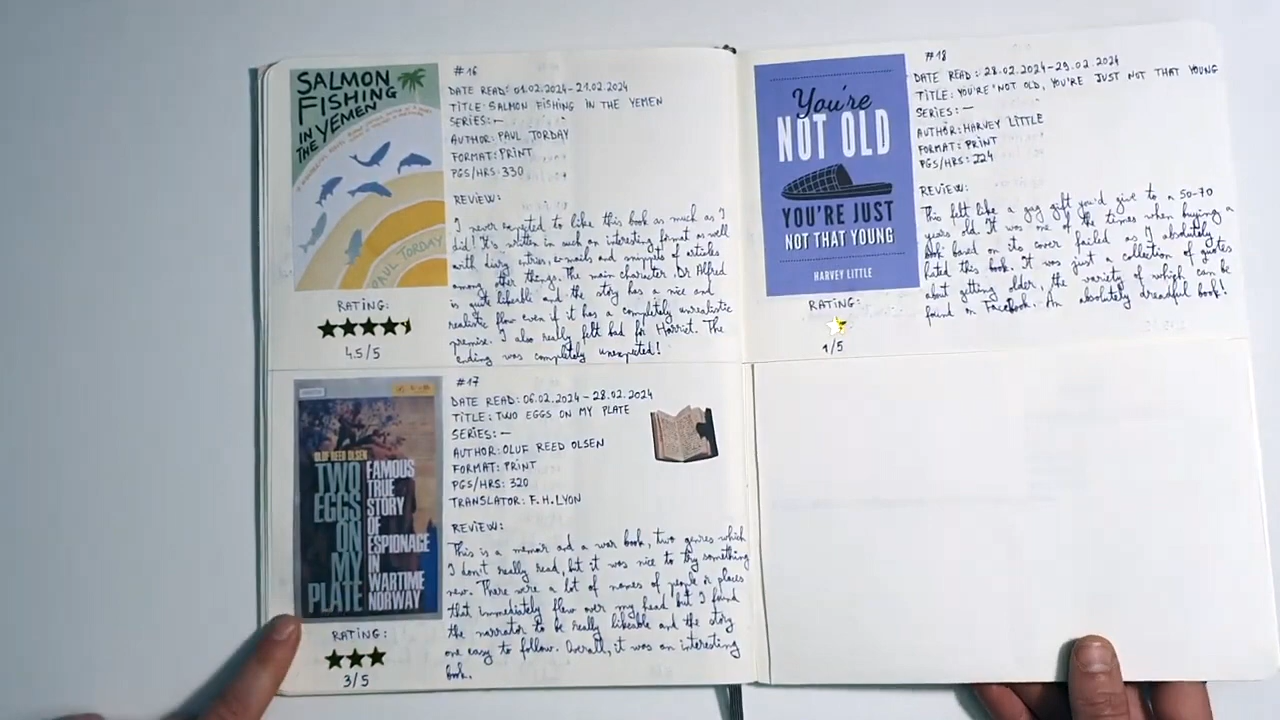 SALMON
FISHING
IN THE
YEMEN
PAUL TORDAY
RATING:
4.5/5
#16
DATE READ: 01.02.2024-21.02.2024
TITLE: SALMON FISHING IN THE YEMEN
SERIES: –
AUTHOR: PAUL TORDAY
FORMAT: PRINT
PGS/HRS: 330
REVIEW:
I never expected to like this book as much as I
did! It's written in such an interesting format as well
with diary entries, e-mails and snippets of articles
among other things. The main character Dr Alfred
is quite likeable and the story has a nice and
realistic flow even if it has a completely unrealistic
premise. I also really felt bad for Harriet. The
ending was completely unexpected!
OLUF REED OLSEN
TWO
EGGS
ON
MY
PLATE
FAMOUS
TRUE
STORY
OF
ESPIONAGE
IN
WARTIME
NORWAY
RATING:
3/5
#17
DATE READ: 06.02.2024-28.02.2024
TITLE: TWO EGGS ON MY PLATE
SERIES: –
AUTHOR: OLUF REED OLSEN
FORMAT: PRINT
PGS/HRS: 320
TRANSLATOR: F.H.LYON
REVIEW:
This is a memoir and a war book, two genres which
I don't really read, but it was nice to try something
new. There were a lot of names of people or places
that immediately flew over my head but I found
the narrator to be really likeable and the story
one easy to follow. Overall, it was an interesting
book.
You're
NOT OLD
YOU'RE JUST
NOT THAT YOUNG
HARVEY LITTLE
RATING:
1/5
#18
DATE READ: 28.02.2024-29.02.2024
TITLE: YOU'RE NOT OLD, YOU'RE JUST NOT THAT YOUNG
SERIES: –
AUTHOR: HARVEY LITTLE
FORMAT: PRINT
PGS/HRS: 224
REVIEW:
This felt like a gag gift you'd give to a 50-70
years old. It was one of the times when buying a
book based on its cover failed as I absolutely
hated this book. It was just a collection of quotes
about getting older, the variety of which can be
found on Facebook. An absolutely dreadful book!